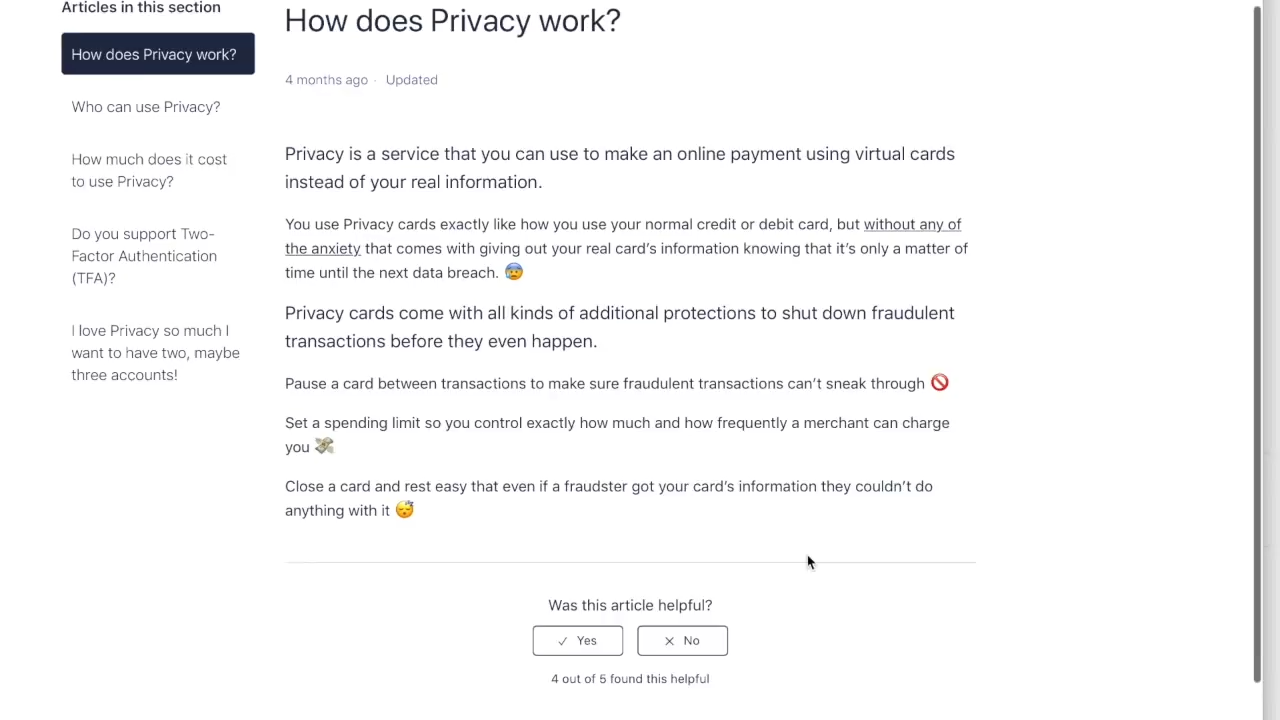 Articles in this section
How does Privacy work?
Who can use Privacy?
How much does it cost
to use Privacy?
Do you support Two-
Factor Authentication
(TFA)?
I love Privacy so much I
want to have two, maybe
three accounts!
How does Privacy work?
4 months ago · Updated
Privacy is a service that you can use to make an online payment using virtual cards
instead of your real information.
You use Privacy cards exactly like how you use your normal credit or debit card, but without any of
the anxiety that comes with giving out your real card’s information knowing that it’s only a matter of
time until the next data breach. 😰
Privacy cards come with all kinds of additional protections to shut down fraudulent
transactions before they even happen.
Pause a card between transactions to make sure fraudulent transactions can’t sneak through 🚫
Set a spending limit so you control exactly how much and how frequently a merchant can charge
you 💸
Close a card and rest easy that even if a fraudster got your card’s information they couldn’t do
anything with it 😴
Was this article helpful?
✓ Yes
✕ No
4 out of 5 found this helpful